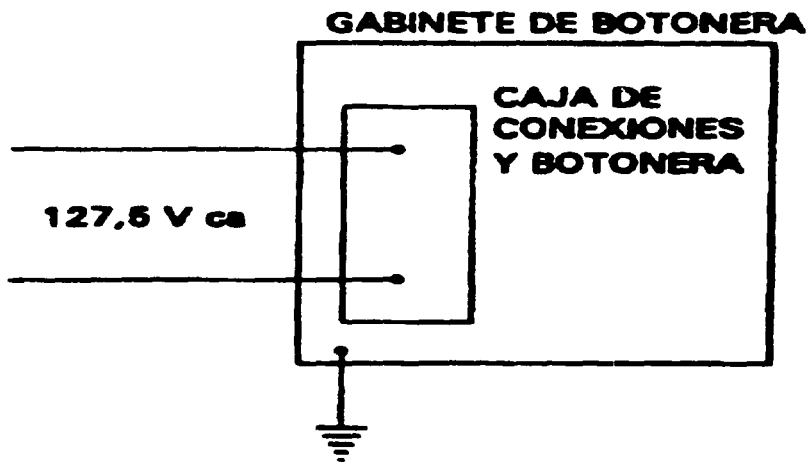 GABINETE DE BOTONERA
CAJA DE
CONEXIONES
Y BOTONERA
127,5 V ca